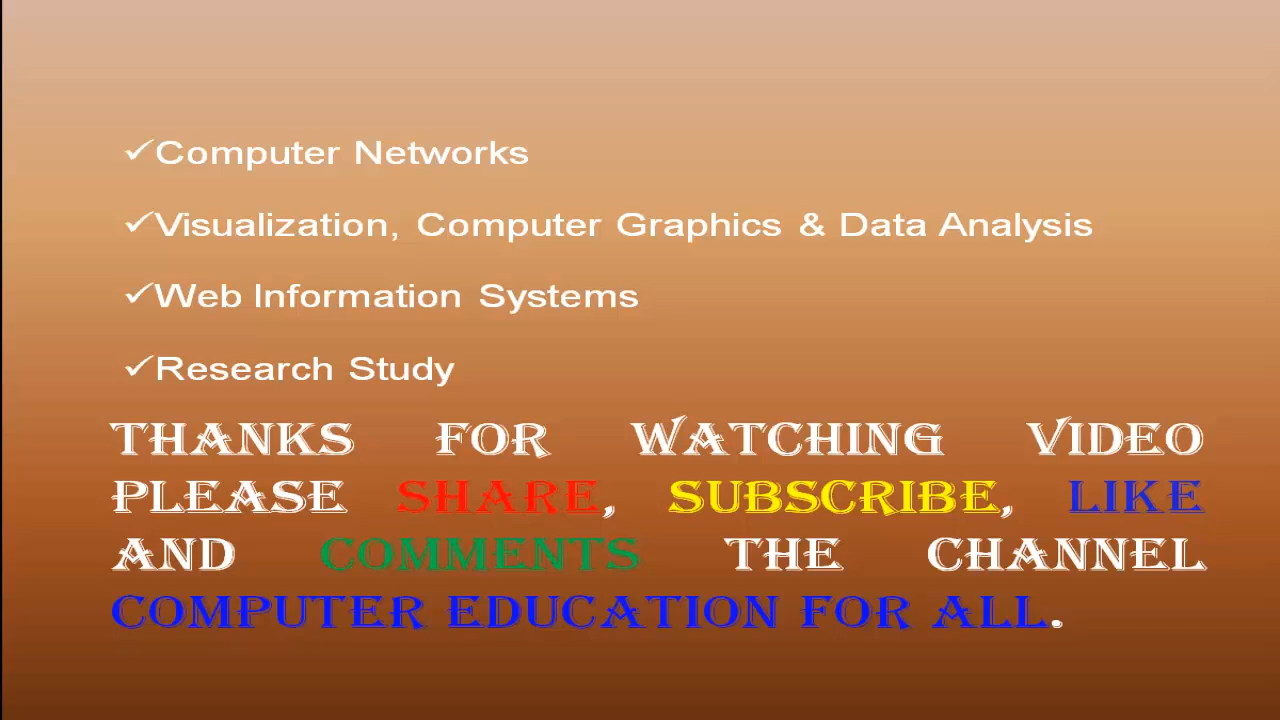 ✓Computer Networks
✓Visualization, Computer Graphics & Data Analysis
✓Web Information Systems
✓Research Study
THANKS FOR WATCHING VIDEO
PLEASE SHARE, SUBSCRIBE, LIKE
AND COMMENTS THE CHANNEL
COMPUTER EDUCATION FOR ALL.